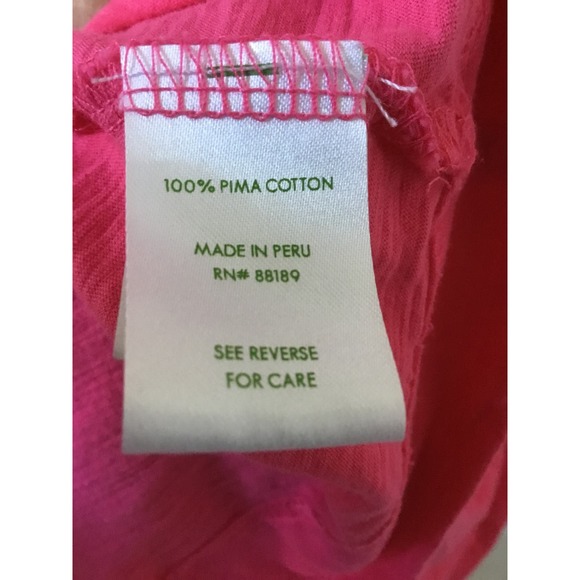 100% PIMA COTTON
MADE IN PERU
RN# 88189
SEE REVERSE
FOR CARE